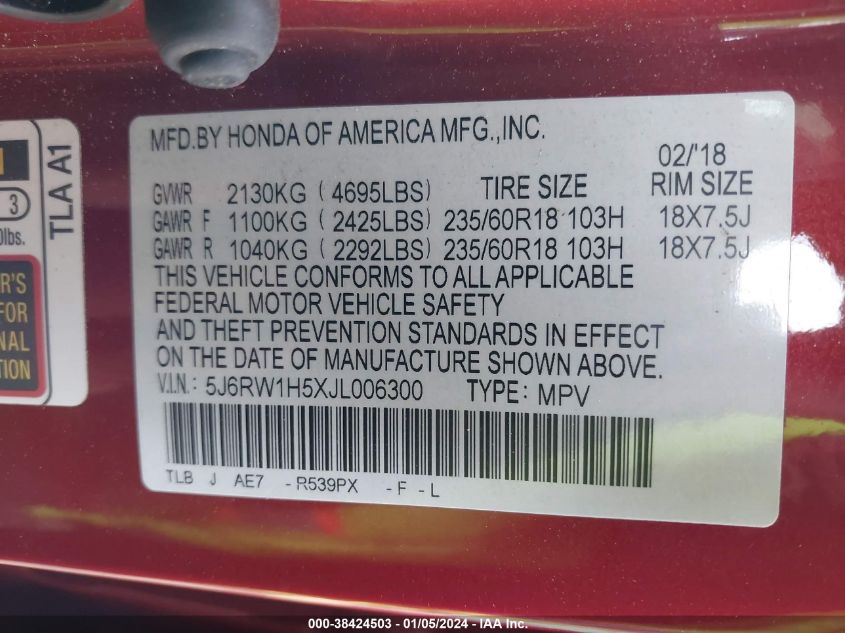 MFD.BY HONDA OF AMERICA MFG.,INC.
02/'18
GVWR 2130KG ( 4695LBS) TIRE SIZE RIM SIZE
GAWR F 1100KG ( 2425LBS) 235/60R18 103H 18X7.5J
GAWR R 1040KG ( 2292LBS) 235/60R18 103H 18X7.5J
THIS VEHICLE CONFORMS TO ALL APPLICABLE
FEDERAL MOTOR VEHICLE SAFETY
AND THEFT PREVENTION STANDARDS IN EFFECT
ON THE DATE OF MANUFACTURE SHOWN ABOVE.
V.I.N.: 5J6RW1H5XJL006300 TYPE: MPV
TLB J AE7 -R539PX -F -L
TLA A1
3
0lbs.
R'S
FOR
NAL
TION
000-38424503 - 01/05/2024 - IAA Inc.